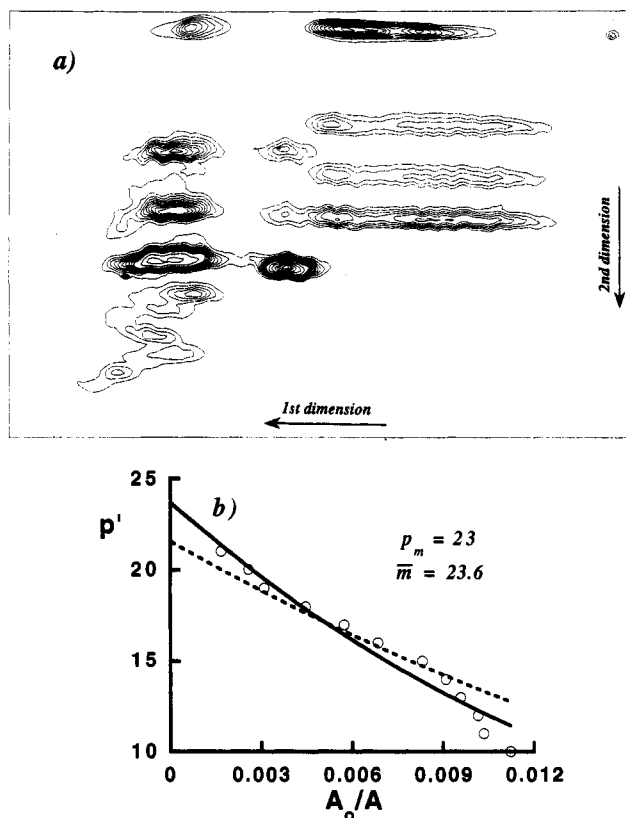 a)
2nd dimension
1st dimension
b)
p'
25
20
15
10
p_m = 23
m̅ = 23.6
0
0.003
0.006
0.009
0.012
A_o/A